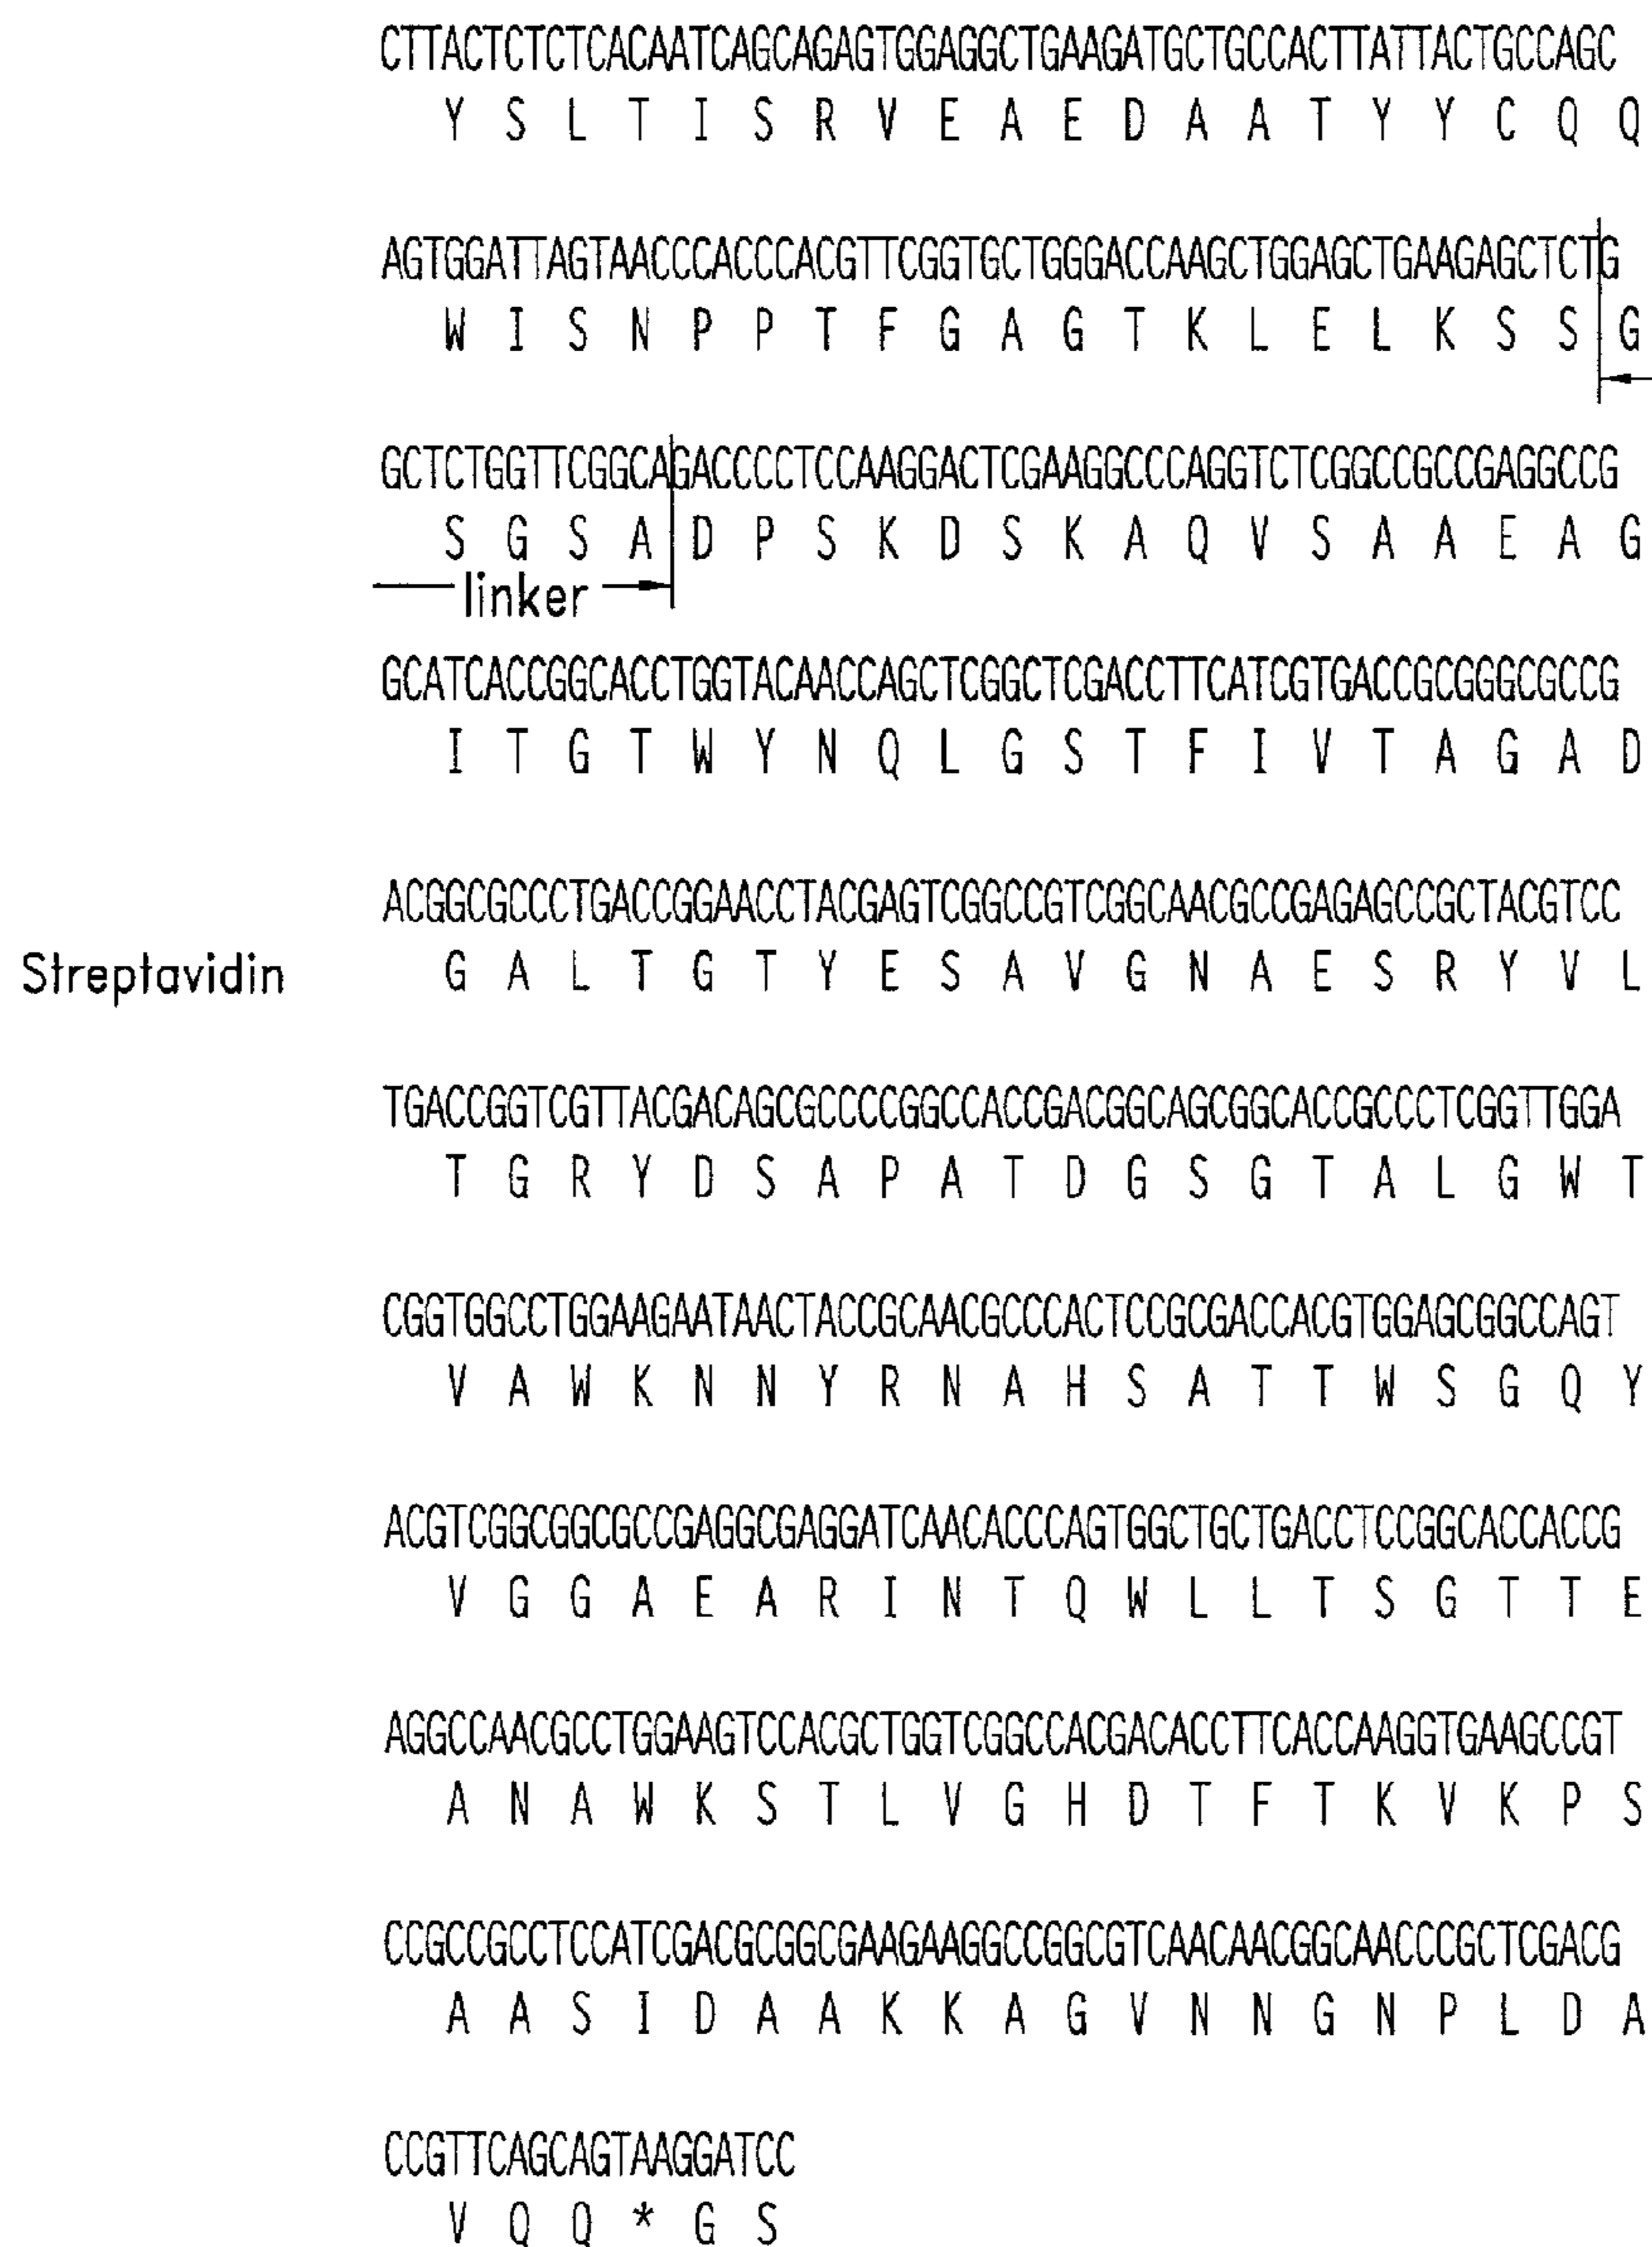 CTTACTCTCTCACAATCAGCAGAGTGGAGGCTGAAGATGCTGCCACTTATTACTGCCAGC
Y S L T I S R V E A E D A A T Y Y C Q Q
AGTGGATTAGTAACCCACCCACGTTCGGTGCTGGGACCAAGCTGGAGCTGAAGAGCTCTG
W I S N P P T F G A G T K L E L K S S G
GCTCTGGTTCGGCAGACCCCTCCAAGGACTCGAAGGCCCAGGTCTCGGCCGCCGAGGCCG
S G S A D P S K D S K A Q V S A A E A G
linker
GCATCACCGGCACCTGGTACAACCAGCTCGGCTCGACCTTCATCGTGACCGCGGGCGCCG
I T G T W Y N Q L G S T F I V T A G A D
ACGGCGCCCTGACCGGAACCTACGAGTCGGCCGTCGGCAACGCCGAGAGCCGCTACGTCC
Streptavidin G A L T G T Y E S A V G N A E S R Y V L
TGACCGGTCGTTACGACAGCGCCCCGGCCACCGACGGCAGCGGCACCGCCCTCGGTTGGA
T G R Y D S A P A T D G S G T A L G W T
CGGTGGCCTGGAAGAATAACTACCGCAACGCCCACTCCGCGACCACGTGGAGCGGCCAGT
V A W K N N Y R N A H S A T T W S G Q Y
ACGTCGGCGGCGCCGAGGCGAGGATCAACACCCAGTGGCTGCTGACCTCCGGCACCACCG
V G G A E A R I N T Q W L L T S G T T E
AGGCCAACGCCTGGAAGTCCACGCTGGTCGGCCACGACACCTTCACCAAGGTGAAGCCGT
A N A W K S T L V G H D T F T K V K P S
CCGCCGCCTCCATCGACGCGGCGAAGAAGGCCGGCGTCAACAACGGCAACCCGCTCGACG
A A S I D A A K K A G V N N G N P L D A
CCGTTCAGCAGTAAGGATCC
V Q Q * G S